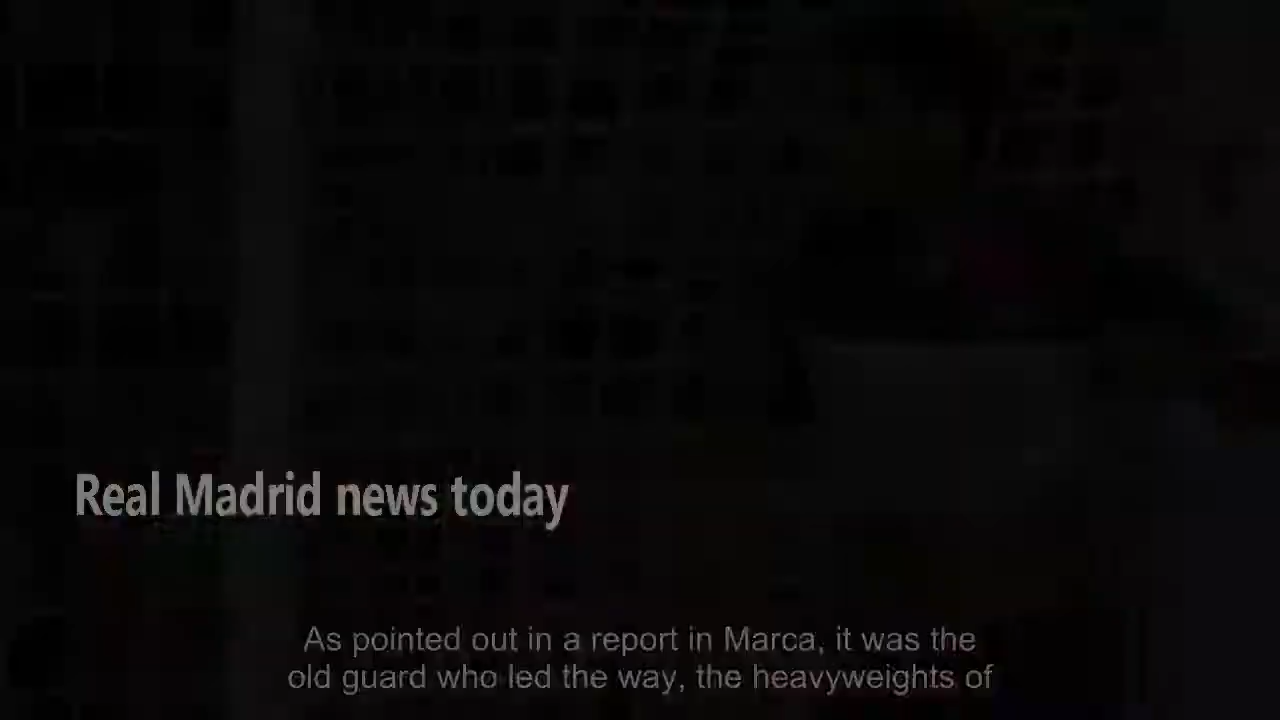 Real Madrid news today
As pointed out in a report in Marca, it was the
old guard who led the way, the heavyweights of